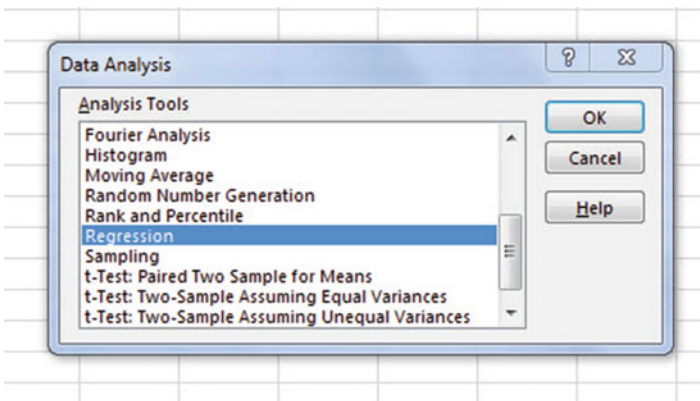 Data Analysis
Analysis Tools
Fourier Analysis
Histogram
Moving Average
Random Number Generation
Rank and Percentile
Regression
Sampling
t-Test: Paired Two Sample for Means
t-Test: Two-Sample Assuming Equal Variances
t-Test: Two-Sample Assuming Unequal Variances
?
OK
Cancel
Help